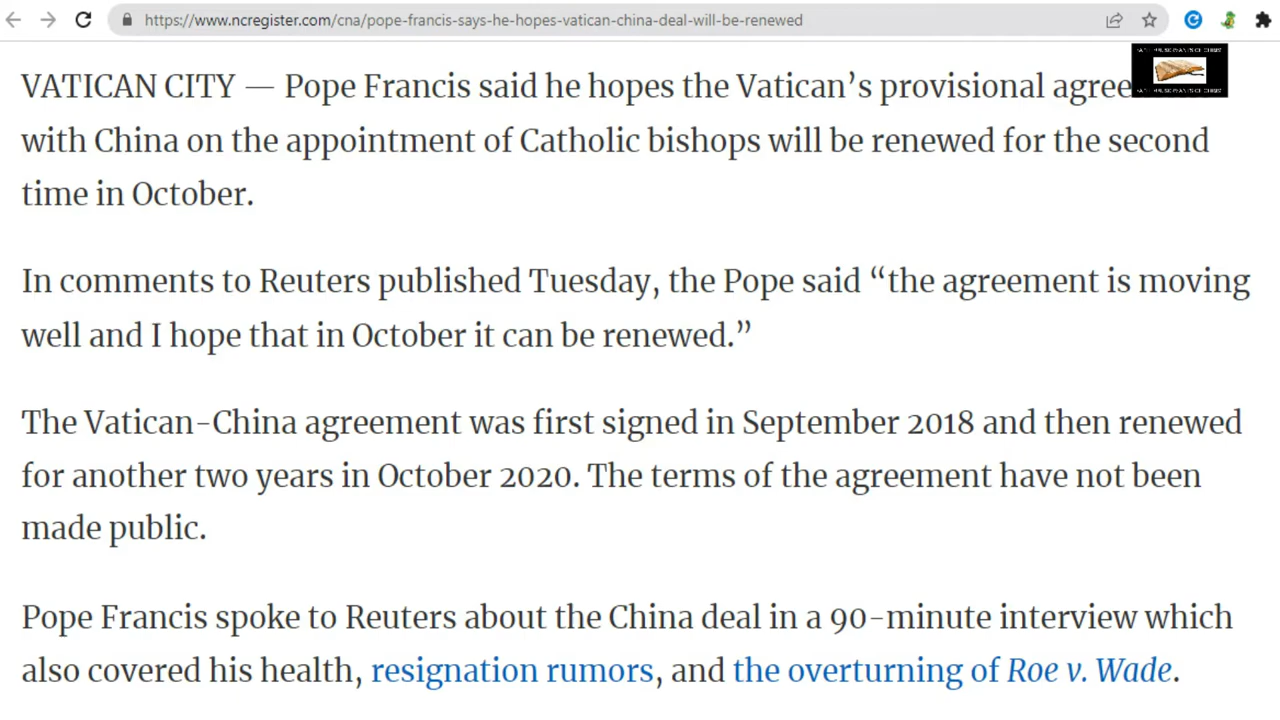 https://www.ncregister.com/cna/pope-francis-says-he-hopes-vatican-china-deal-will-be-renewed
VATICAN CITY — Pope Francis said he hopes the Vatican’s provisional agree
with China on the appointment of Catholic bishops will be renewed for the second
time in October.
In comments to Reuters published Tuesday, the Pope said “the agreement is moving
well and I hope that in October it can be renewed.”
The Vatican-China agreement was first signed in September 2018 and then renewed
for another two years in October 2020. The terms of the agreement have not been
made public.
Pope Francis spoke to Reuters about the China deal in a 90-minute interview which
also covered his health, resignation rumors, and the overturning of Roe v. Wade.